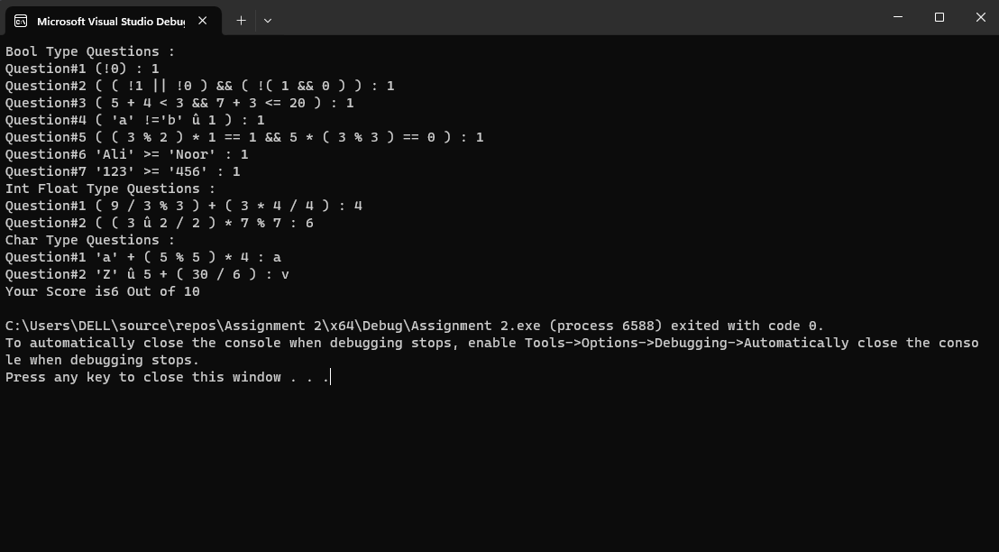 Microsoft Visual Studio Debu
Bool Type Questions :
Question#1 (!0) : 1
Question#2 ( ( !1 || !0 ) && ( !( 1 && 0 ) ) : 1
Question#3 ( 5 + 4 < 3 && 7 + 3 <= 20 ) : 1
Question#4 ( 'a' !='b' û 1 ) : 1
Question#5 ( ( 3 % 2 ) * 1 == 1 && 5 * ( 3 % 3 ) == 0 ) : 1
Question#6 'Ali' >= 'Noor' : 1
Question#7 '123' >= '456' : 1
Int Float Type Questions :
Question#1 ( 9 / 3 % 3 ) + ( 3 * 4 / 4 ) : 4
Question#2 ( ( 3 û 2 / 2 ) * 7 % 7 : 6
Char Type Questions :
Question#1 'a' + ( 5 % 5 ) * 4 : a
Question#2 'Z' û 5 + ( 30 / 6 ) : v
Your Score is6 Out of 10
C:\Users\DELL\source\repos\Assignment 2\x64\Debug\Assignment 2.exe (process 6588) exited with code 0.
To automatically close the console when debugging stops, enable Tools->Options->Debugging->Automatically close the conso
le when debugging stops.
Press any key to close this window . . .